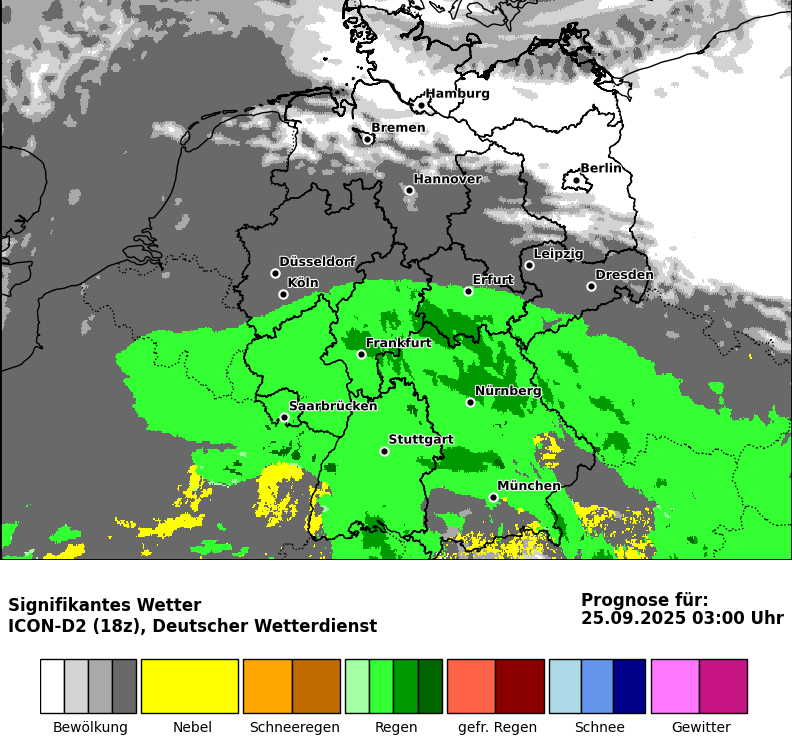 Hamburg
Bremen
Berlin
Hannover
Leipzig
Düsseldorf
Dresden
Köln
Erfurt
Frankfurt
Nürnberg
Saarbrücken
Stuttgart
München
Signifikantes Wetter
ICON-D2 (18z), Deutscher Wetterdienst
Prognose für:
25.09.2025 03:00 Uhr
Bewölkung Nebel Schneeregen Regen gefr. Regen Schnee Gewitter